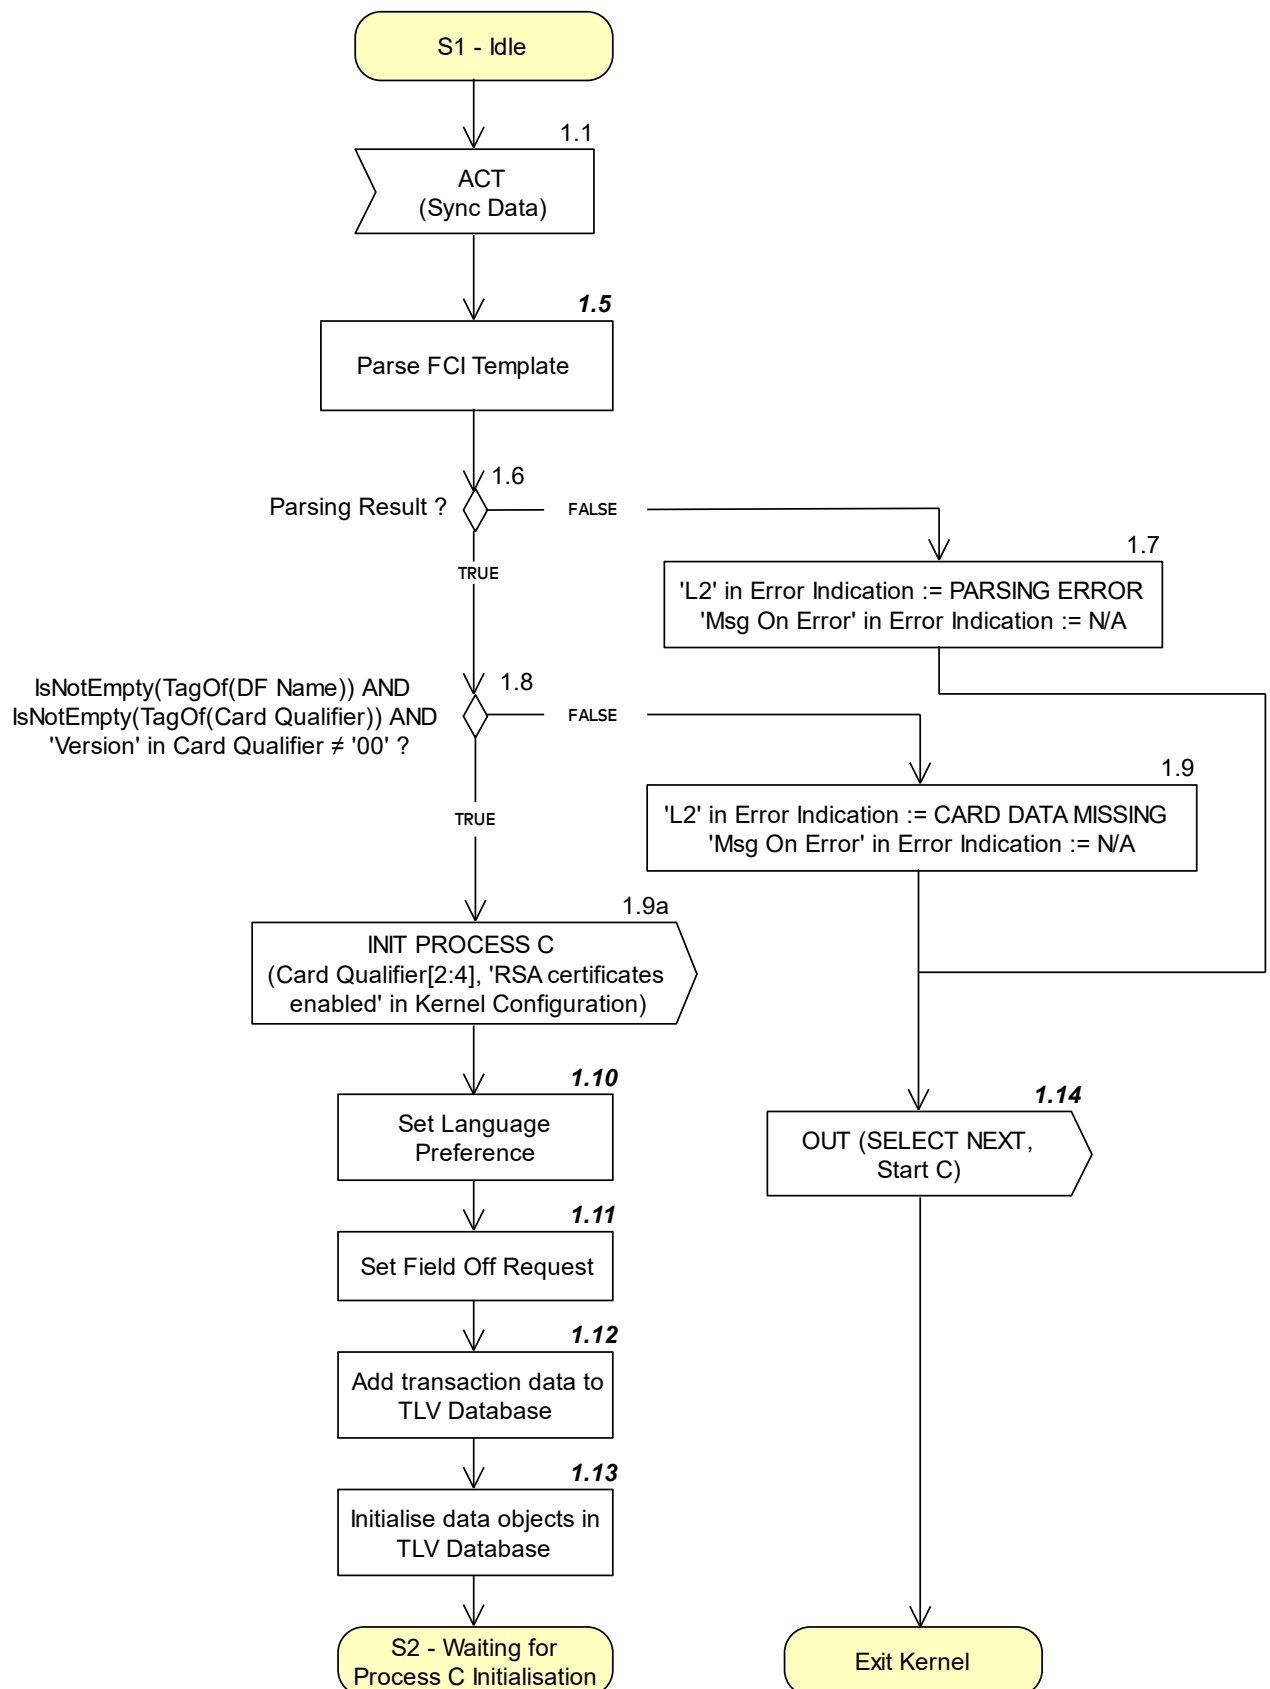 S1 - Idle
1.1
ACT
(Sync Data)
1.5
Parse FCI Template
1.6
Parsing Result ?
FALSE
TRUE
1.7
'L2' in Error Indication := PARSING ERROR
'Msg On Error' in Error Indication := N/A
1.8
IsNotEmpty(TagOf(DF Name)) AND
IsNotEmpty(TagOf(Card Qualifier)) AND
'Version' in Card Qualifier ≠ '00' ?
FALSE
TRUE
1.9
'L2' in Error Indication := CARD DATA MISSING
'Msg On Error' in Error Indication := N/A
1.9a
INIT PROCESS C
(Card Qualifier[2:4], 'RSA certificates
enabled' in Kernel Configuration)
1.10
Set Language
Preference
1.14
OUT (SELECT NEXT,
Start C)
1.11
Set Field Off Request
1.12
Add transaction data to
TLV Database
1.13
Initialise data objects in
TLV Database
S2 - Waiting for
Process C Initialisation
Exit Kernel